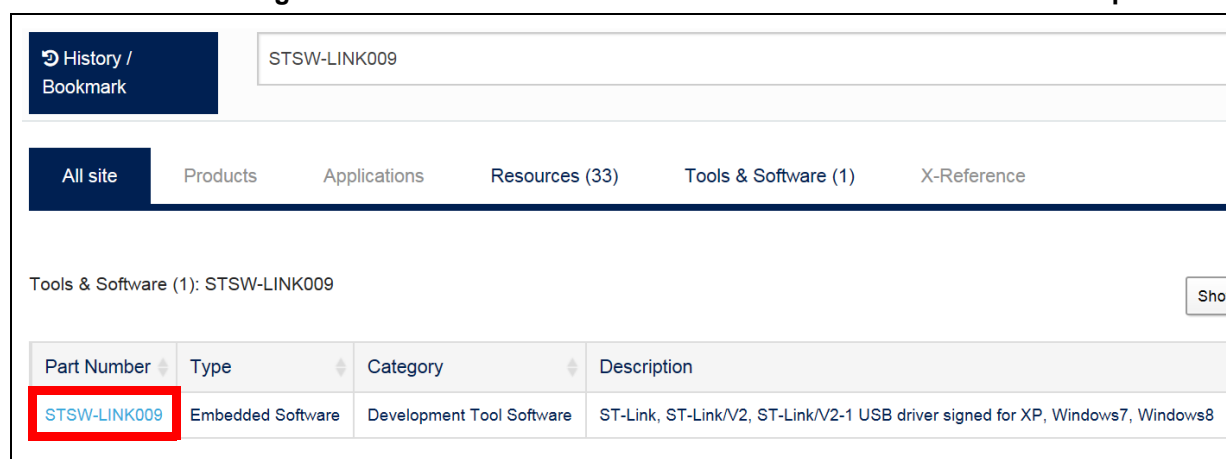 History /
Bookmark
STSW-LINK009
All site Products Applications Resources (33) Tools & Software (1) X-Reference
Tools & Software (1): STSW-LINK009
Part Number Type Category Description
STSW-LINK009 Embedded Software Development Tool Software ST-Link, ST-Link/V2, ST-Link/V2-1 USB driver signed for XP, Windows7, Windows8